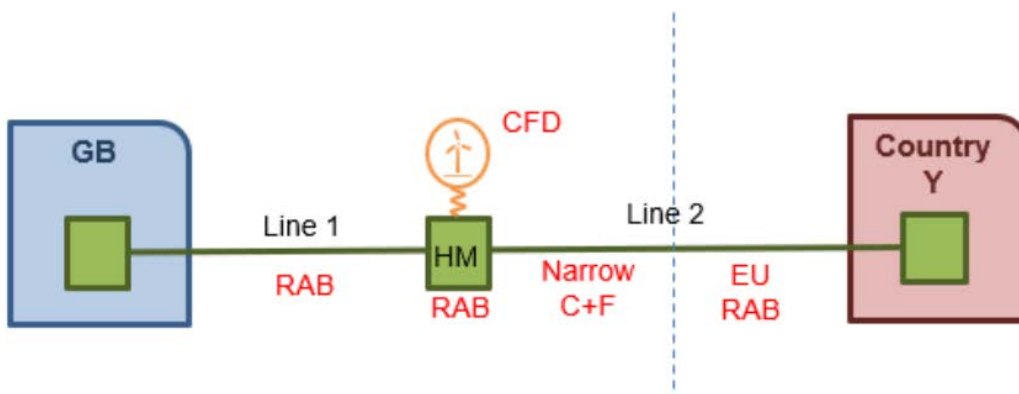 GB
CFD
Country
Y
Line 1
Line 2
HM
RAB
RAB
Narrow
C+F
EU
RAB